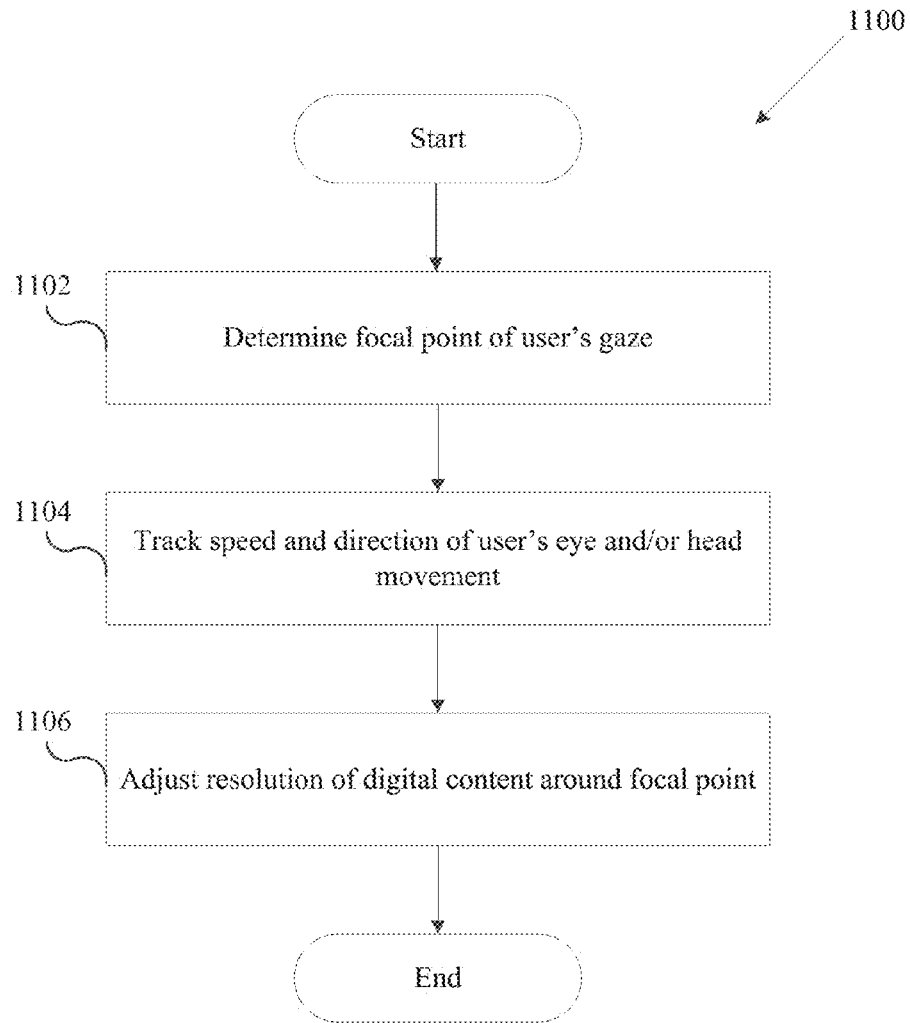 1100
Start
1102
Determine focal point of user's gaze
1104
Track speed and direction of user's eye and/or head
movement
1106
Adjust resolution of digital content around focal point
End